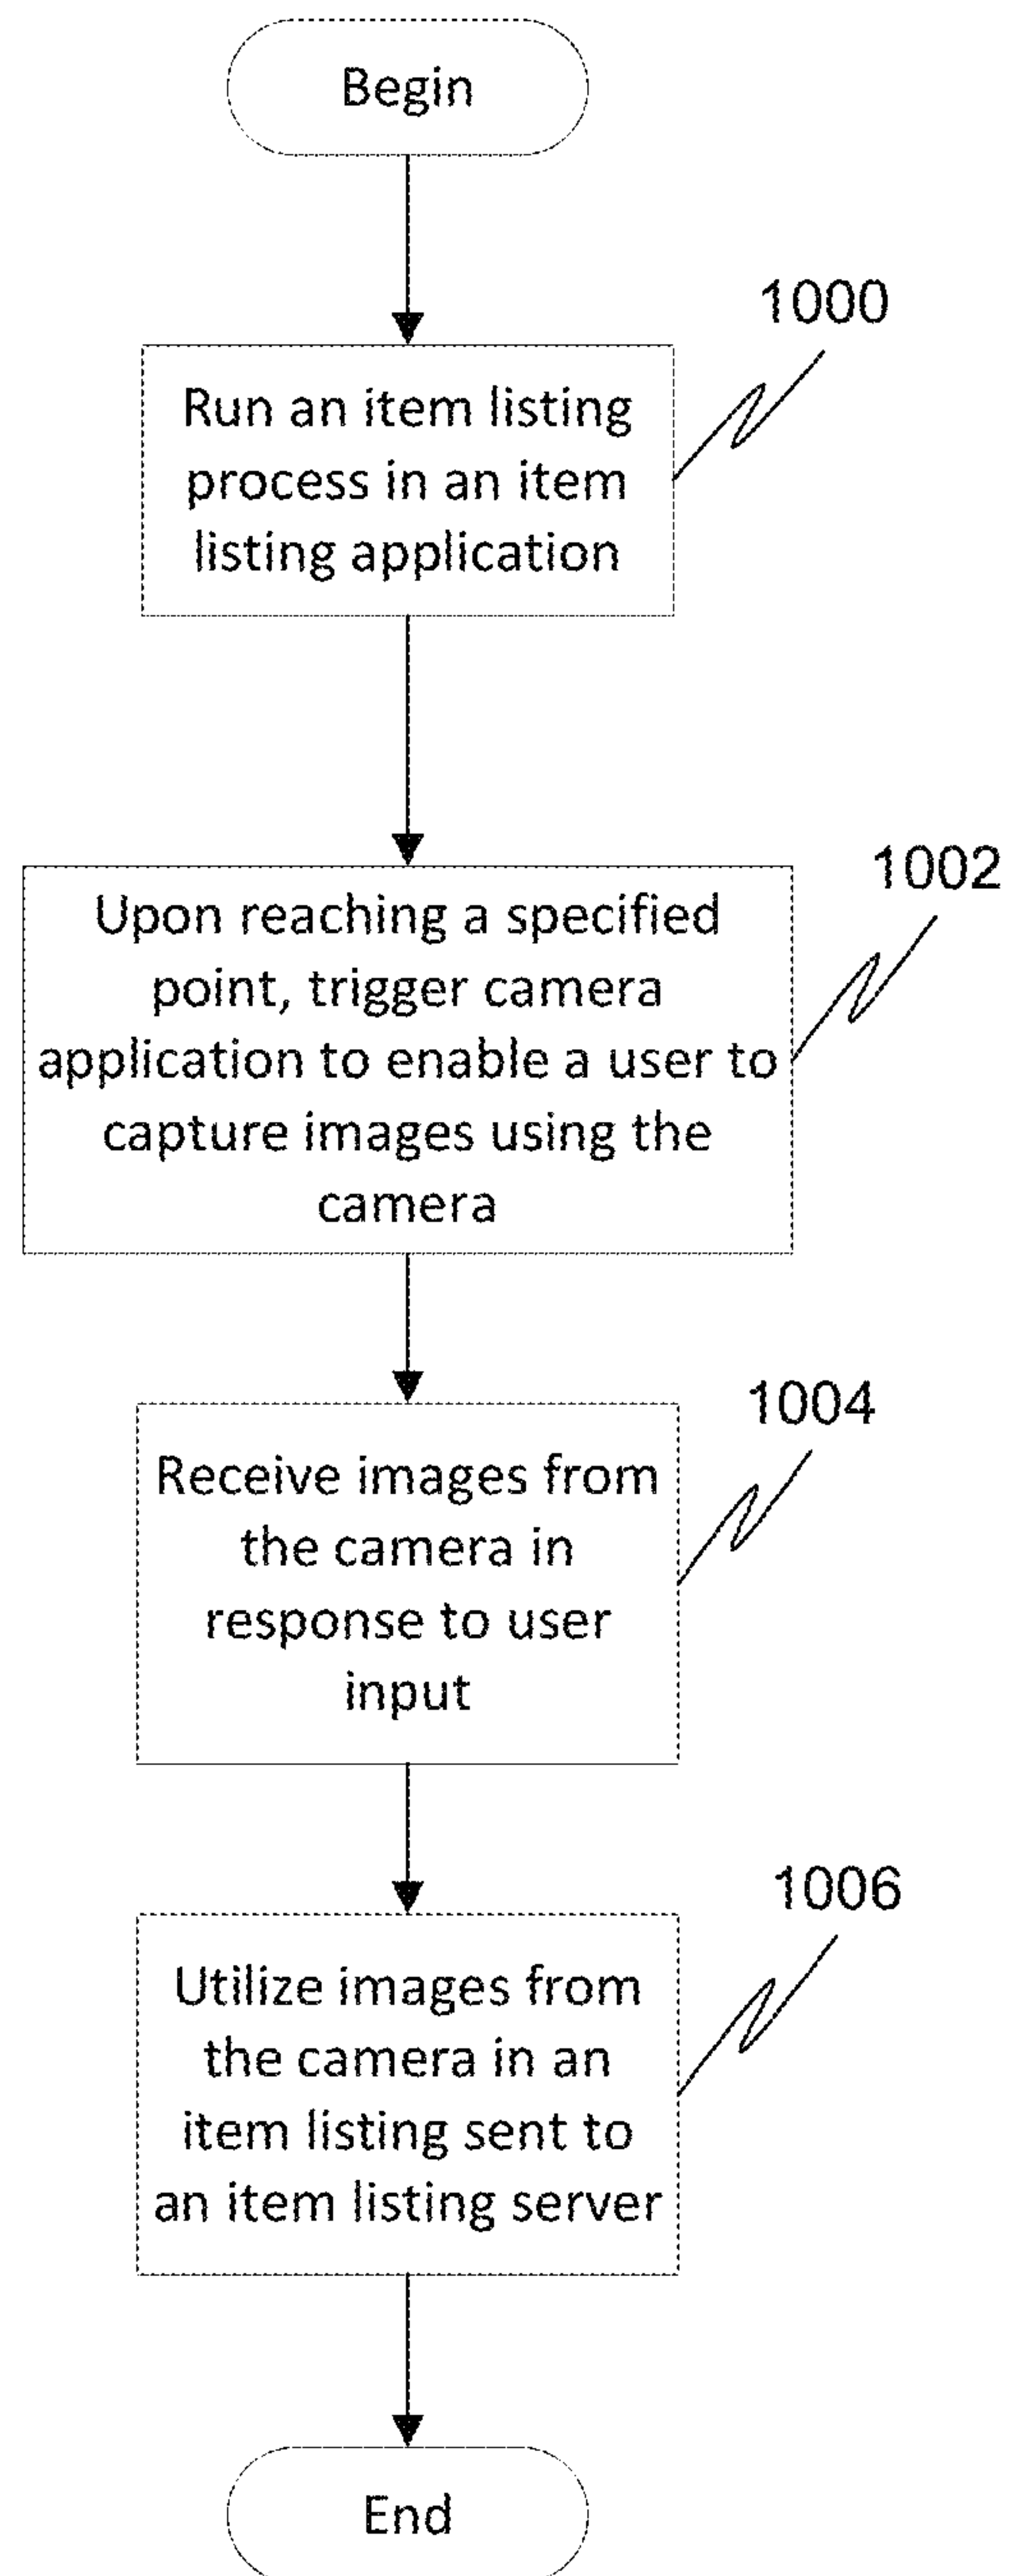 Begin
1000
Run an item listing
process in an item
listing application
1002
Upon reaching a specified
point, trigger camera
application to enable a user to
capture images using the
camera
1004
Receive images from
the camera in
response to user
input
1006
Utilize images from
the camera in an
item listing sent to
an item listing server
End